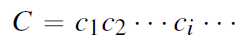 C = c₁c₂ ⋯ cᵢ ⋯